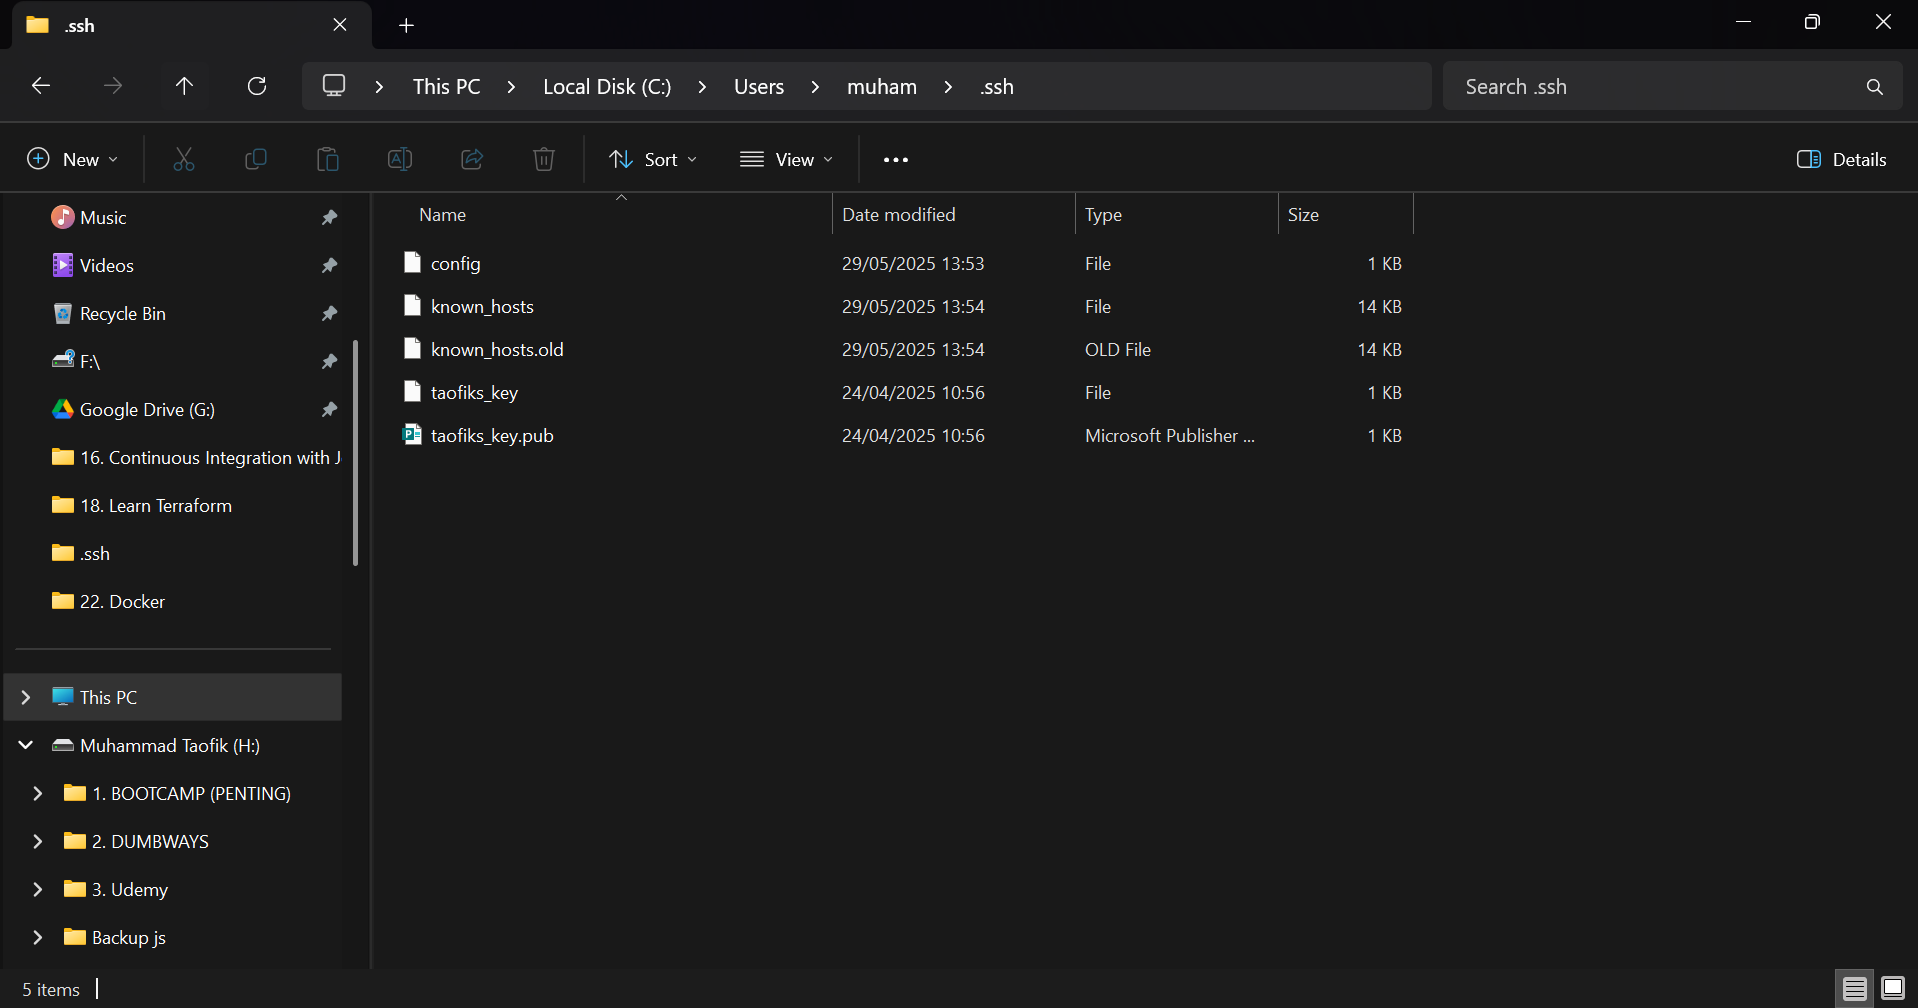 .ssh
This PC > Local Disk (C:) > Users > muham > .ssh
Search .ssh
New
Sort
View
Details
Music
Videos
Recycle Bin
F:\
Google Drive (G:)
16. Continuous Integration with J
18. Learn Terraform
.ssh
22. Docker
This PC
Muhammad Taofik (H:)
1. BOOTCAMP (PENTING)
2. DUMBWAYS
3. Udemy
Backup js
Name Date modified Type Size
config 29/05/2025 13:53 File 1 KB
known_hosts 29/05/2025 13:54 File 14 KB
known_hosts.old 29/05/2025 13:54 OLD File 14 KB
taofiks_key 24/04/2025 10:56 File 1 KB
taofiks_key.pub 24/04/2025 10:56 Microsoft Publisher ... 1 KB
5 items